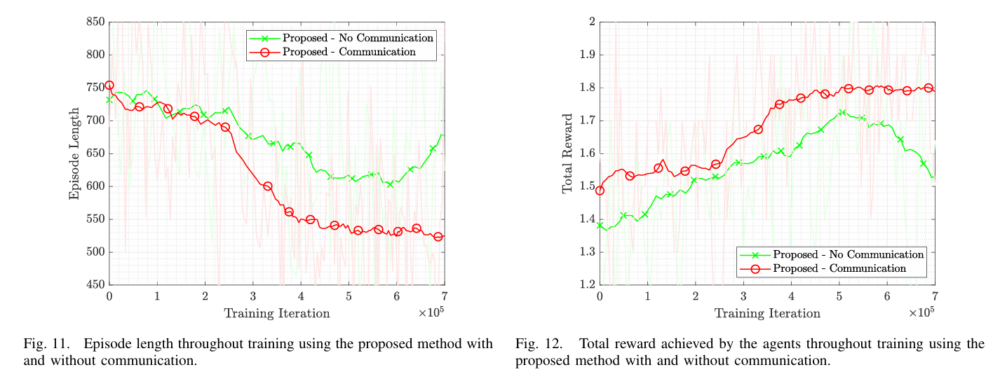 850
800
750
700
650
600
550
500
450
Episode Length
Proposed - No Communication
Proposed - Communication
0 1 2 3 4 5 6 7
Training Iteration
×10⁵
Fig. 11. Episode length throughout training using the proposed method with
and without communication.
2
1.9
1.8
1.7
1.6
1.5
1.4
1.3
1.2
Total Reward
Proposed - No Communication
Proposed - Communication
0 1 2 3 4 5 6 7
Training Iteration
×10⁵
Fig. 12. Total reward achieved by the agents throughout training using the
proposed method with and without communication.